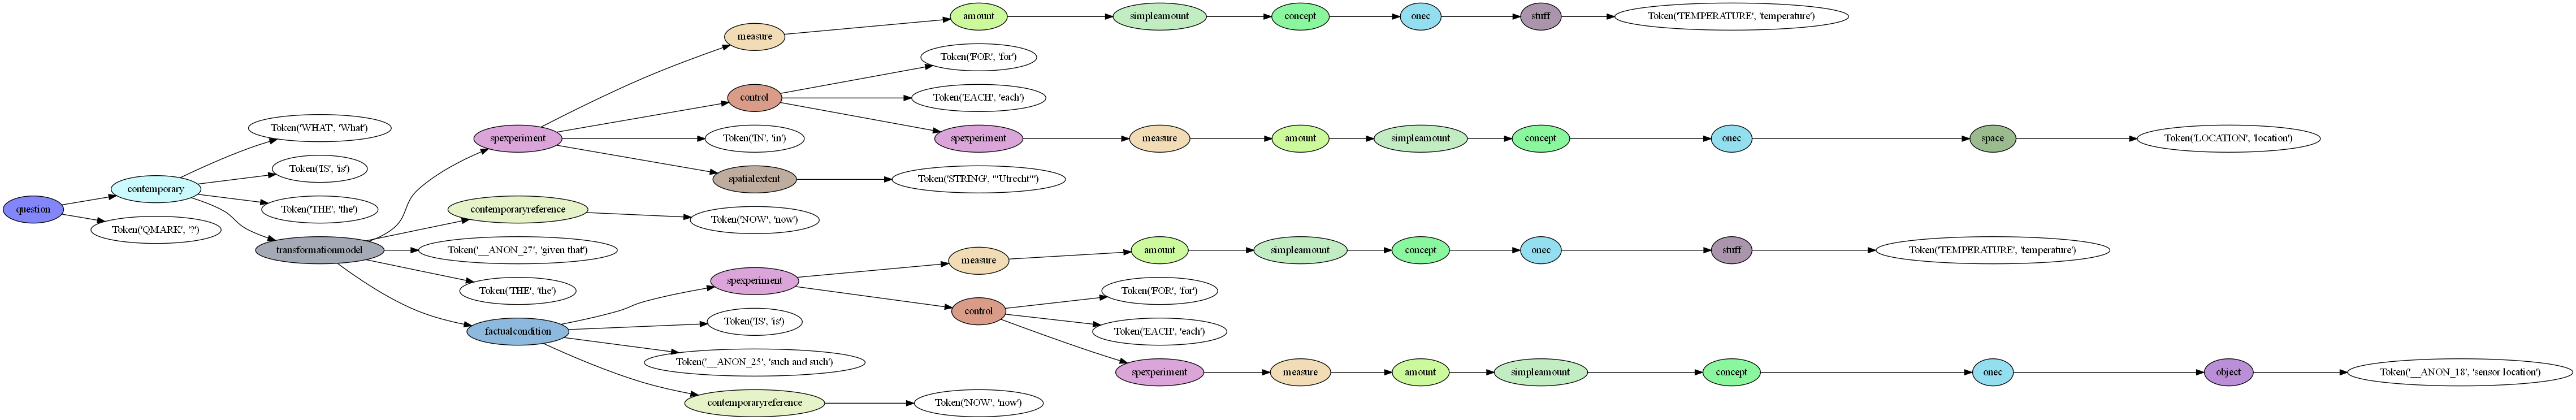 amount
simpleamount
concept
onec
stuff
Token('TEMPERATURE', 'temperature')
measure
Token('FOR', 'for')
control
Token('EACH', 'each')
Token('WHAT', 'What')
spexperiment
Token('IN', 'in')
spexperiment
measure
amount
simpleamount
concept
onec
space
Token('LOCATION', 'location')
Token('IS', 'is')
spatialextent
Token('STRING', "'Utrecht'")
contemporary
question
Token('THE', 'the')
contemporaryreference
Token('NOW', 'now')
Token('QMARK', '?')
transformationmodel
Token('__ANON_27', 'given that')
measure
amount
simpleamount
concept
onec
stuff
Token('TEMPERATURE', 'temperature')
Token('THE', 'the')
spexperiment
Token('FOR', 'for')
control
factualcondition
Token('IS', 'is')
Token('EACH', 'each')
Token('__ANON_25', 'such and such')
spexperiment
measure
amount
simpleamount
concept
onec
object
Token('__ANON_18', 'sensor location')
contemporaryreference
Token('NOW', 'now')